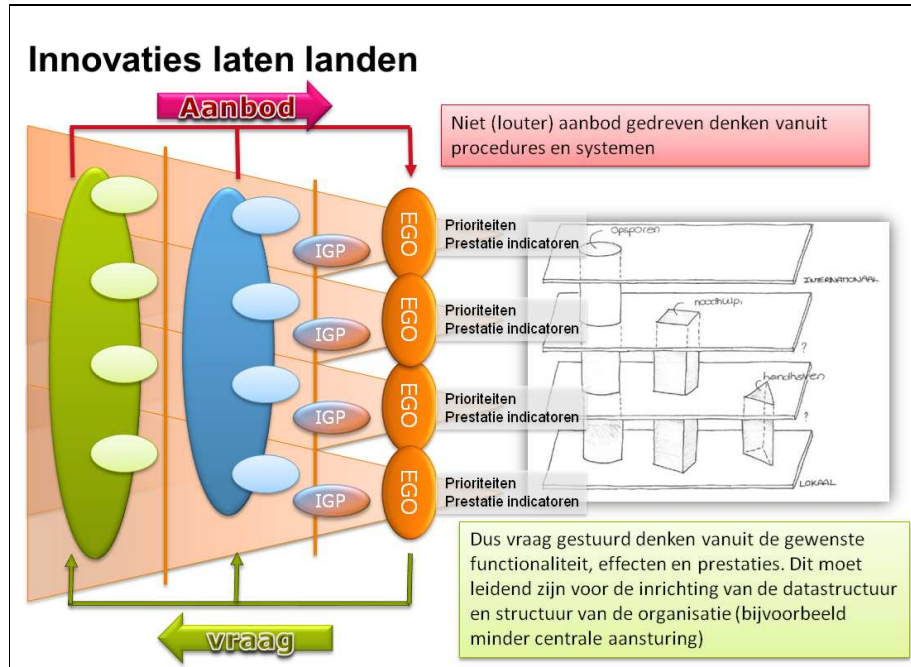 Innovaties laten landen
Aanbod
Niet (louter) aanbod gedreven denken vanuit
procedures en systemen
EGO
IGP
Prioriteiten
Prestatie indicatoren
EGO
IGP
Prioriteiten
Prestatie indicatoren
EGO
IGP
Prioriteiten
Prestatie indicatoren
EGO
IGP
Prioriteiten
Prestatie indicatoren
opsporen
INTERNATIONAAL
noodhulp
?
handhaven
?
LOKAAL
Dus vraag gestuurd denken vanuit de gewenste
functionaliteit, effecten en prestaties. Dit moet
leidend zijn voor de inrichting van de datastructuur
en structuur van de organisatie (bijvoorbeeld
minder centrale aansturing)
vraag